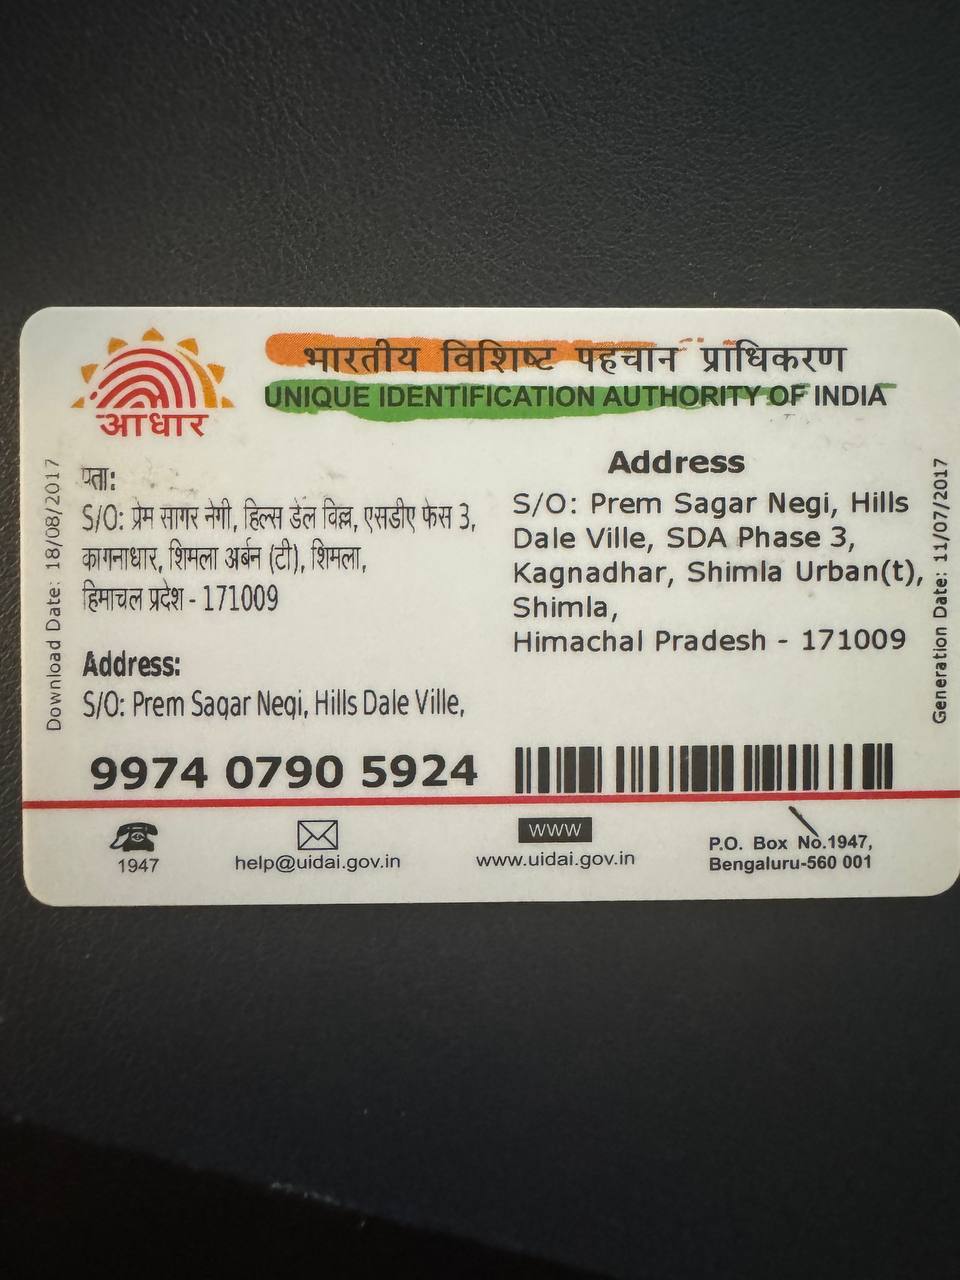 भारतीय विशिष्ट पहचान प्राधिकरण
UNIQUE IDENTIFICATION AUTHORITY OF INDIA
आधार
Download Date: 18/08/2017
पता:
S/O: प्रेम सागर नेगी, हिल्स डेल विल्ल, एसडीए फेस 3,
कागनाधार, शिमला अर्बन (टी), शिमला,
हिमाचल प्रदेश - 171009
Address:
S/O: Prem Sagar Negi, Hills Dale Ville,
Address
S/O: Prem Sagar Negi, Hills
Dale Ville, SDA Phase 3,
Kagnadhar, Shimla Urban(t),
Shimla,
Himachal Pradesh - 171009
Generation Date: 11/07/2017
9974 0790 5924
1947
help@uidai.gov.in
www
www.uidai.gov.in
P.O. Box No.1947,
Bengaluru-560 001